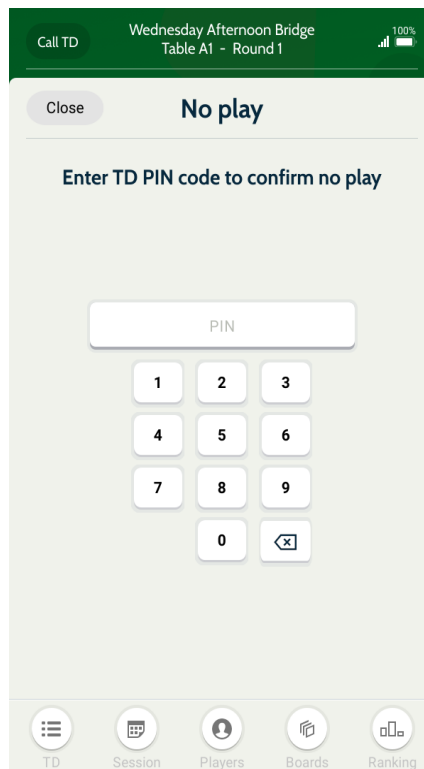 Call TD
Wednesday Afternoon Bridge
Table A1 - Round 1
100%
Close
No play
Enter TD PIN code to confirm no play
PIN
1 2 3
4 5 6
7 8 9
0
TD Session Players Boards Ranking